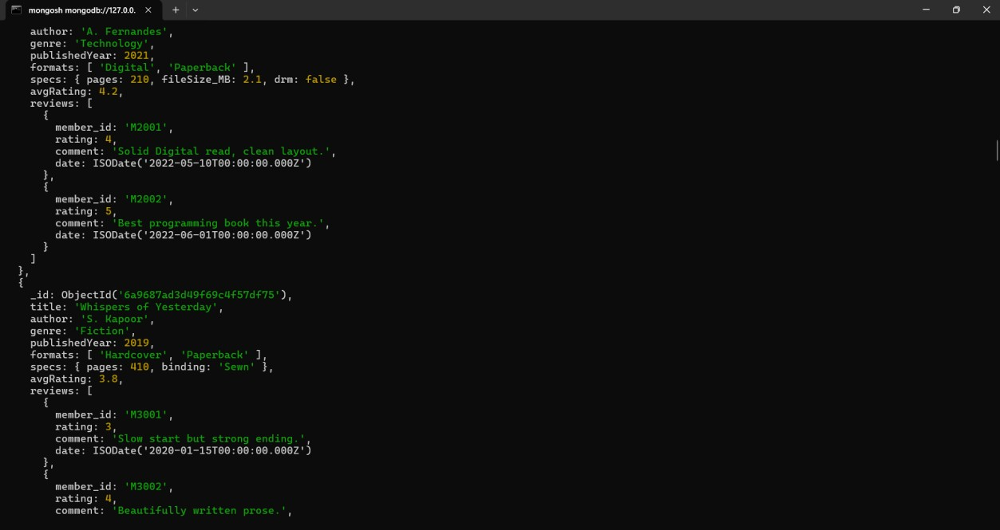 mongosh mongodb://127.0.0.
author: 'A. Fernandes',
genre: 'Technology',
publishedYear: 2021,
formats: [ 'Digital', 'Paperback' ],
specs: { pages: 210, fileSize_MB: 2.1, drm: false },
avgRating: 4.2,
reviews: [
{
member_id: 'M2001',
rating: 4,
comment: 'Solid Digital read, clean layout.',
date: ISODate('2022-05-10T00:00:00.000Z')
},
{
member_id: 'M2002',
rating: 5,
comment: 'Best programming book this year.',
date: ISODate('2022-06-01T00:00:00.000Z')
}
]
},
{
_id: ObjectId('6a9687ad3d49f69c4f57df75'),
title: 'Whispers of Yesterday',
author: 'S. Kapoor',
genre: 'Fiction',
publishedYear: 2019,
formats: [ 'Hardcover', 'Paperback' ],
specs: { pages: 410, binding: 'Sewn' },
avgRating: 3.8,
reviews: [
{
member_id: 'M3001',
rating: 3,
comment: 'Slow start but strong ending.',
date: ISODate('2020-01-15T00:00:00.000Z')
},
{
member_id: 'M3002',
rating: 4,
comment: 'Beautifully written prose.',